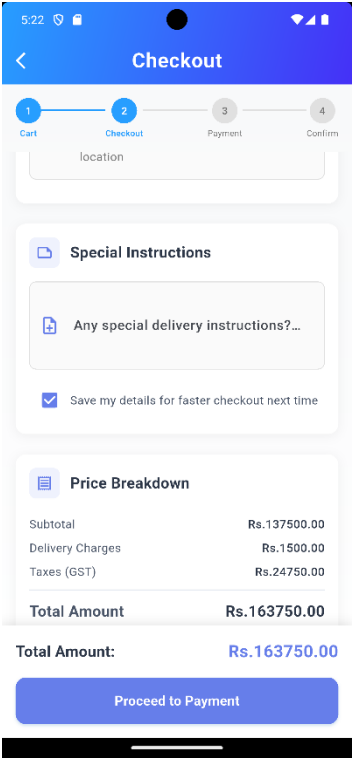 5:22
Checkout
1 2 3 4
Cart Checkout Payment Confirm
location
Special Instructions
Any special delivery instructions?...
Save my details for faster checkout next time
Price Breakdown
Subtotal Rs.137500.00
Delivery Charges Rs.1500.00
Taxes (GST) Rs.24750.00
Total Amount Rs.163750.00
Total Amount: Rs.163750.00
Proceed to Payment